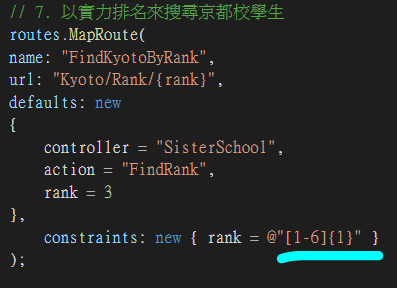 // 7. 以實力排名來搜尋京都校學生
routes.MapRoute(
name: "FindKyotoByRank",
url: "Kyoto/Rank/{rank}",
defaults: new
{
    controller = "SisterSchool",
    action = "FindRank",
    rank = 3
},
    constraints: new { rank = @"[1-6]{1}" }
);